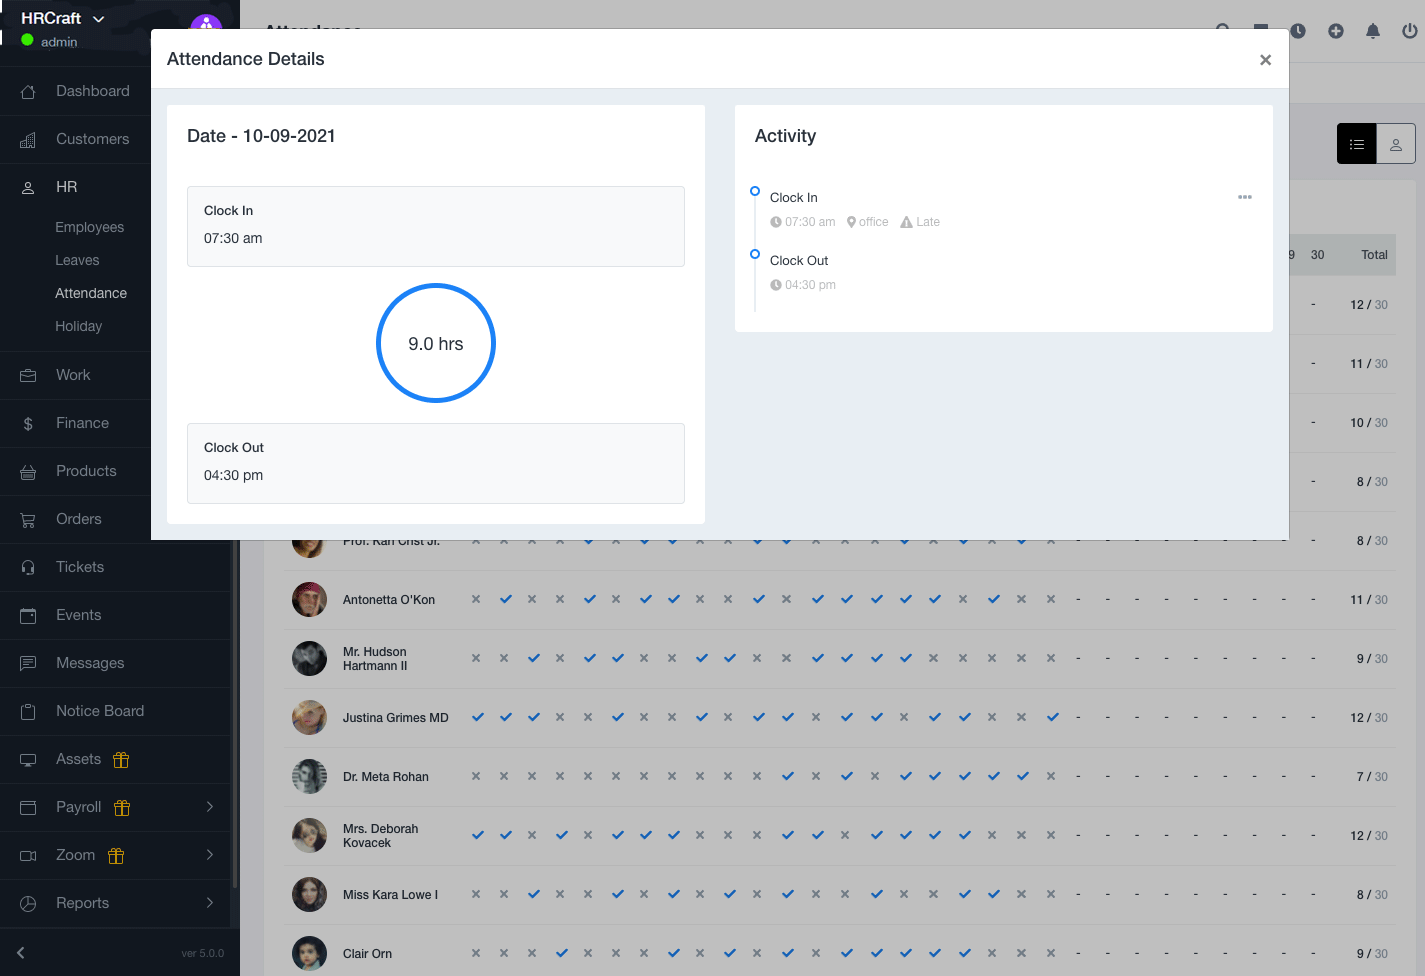 HRCraft
admin
Attendance
Attendance Details
Date - 10-09-2021
Clock In
07:30 am
9.0 hrs
Clock Out
04:30 pm
Activity
Clock In
07:30 am office Late
Clock Out
04:30 pm
Dashboard
Customers
HR
Employees
Leaves
Attendance
Holiday
Work
Finance
Products
Orders
Tickets
Events
Messages
Notice Board
Assets
Payroll
Zoom
Reports
ver 5.0.0
9 30 Total
- 12 / 30
- 11 / 30
- 10 / 30
- 8 / 30
Prof. Karl Crist Jr. - - - - - - - - - 8 / 30
Antonetta O'Kon - - - - - - - - - 11 / 30
Mr. Hudson
Hartmann II - - - - - - - - - 9 / 30
Justina Grimes MD - - - - - - - - - 12 / 30
Dr. Meta Rohan - - - - - - - - - 7 / 30
Mrs. Deborah
Kovacek - - - - - - - - - 12 / 30
Miss Kara Lowe I - - - - - - - - - 8 / 30
Clair Orn - - - - - - - - - 9 / 30